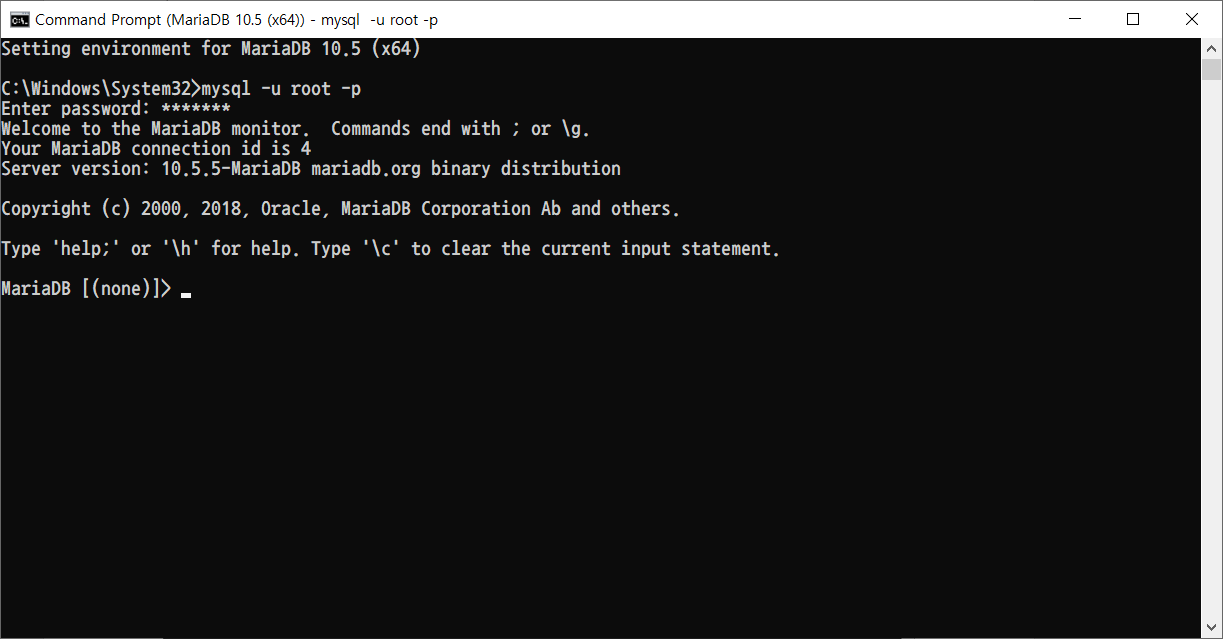 Command Prompt (MariaDB 10.5 (x64)) - mysql  -u root -p
Setting environment for MariaDB 10.5 (x64)
C:\Windows\System32>mysql -u root -p
Enter password: *******
Welcome to the MariaDB monitor.  Commands end with ; or \g.
Your MariaDB connection id is 4
Server version: 10.5.5-MariaDB mariadb.org binary distribution
Copyright (c) 2000, 2018, Oracle, MariaDB Corporation Ab and others.
Type 'help;' or '\h' for help. Type '\c' to clear the current input statement.
MariaDB [(none)]>